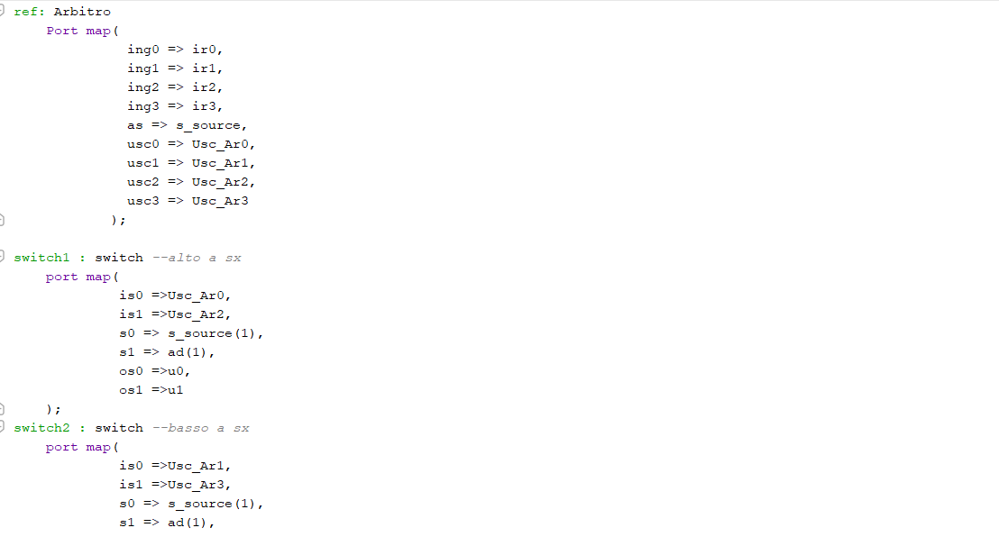 ref: Arbitro
Port map(
ing0 => ir0,
ing1 => ir1,
ing2 => ir2,
ing3 => ir3,
as => s_source,
usc0 => Usc_Ar0,
usc1 => Usc_Ar1,
usc2 => Usc_Ar2,
usc3 => Usc_Ar3
);
switch1 : switch --alto a sx
port map(
is0 =>Usc_Ar0,
is1 =>Usc_Ar2,
s0 => s_source(1),
s1 => ad(1),
os0 =>u0,
os1 =>u1
);
switch2 : switch --basso a sx
port map(
is0 =>Usc_Ar1,
is1 =>Usc_Ar3,
s0 => s_source(1),
s1 => ad(1),